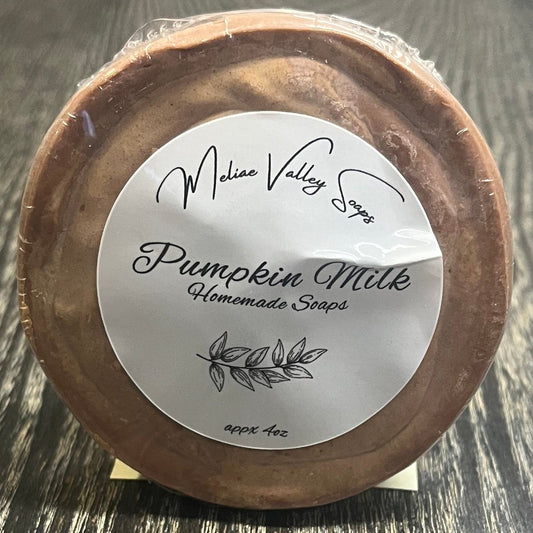 Meliae Valley Soaps
Pumpkin Milk
Homemade Soaps
appx 4oz